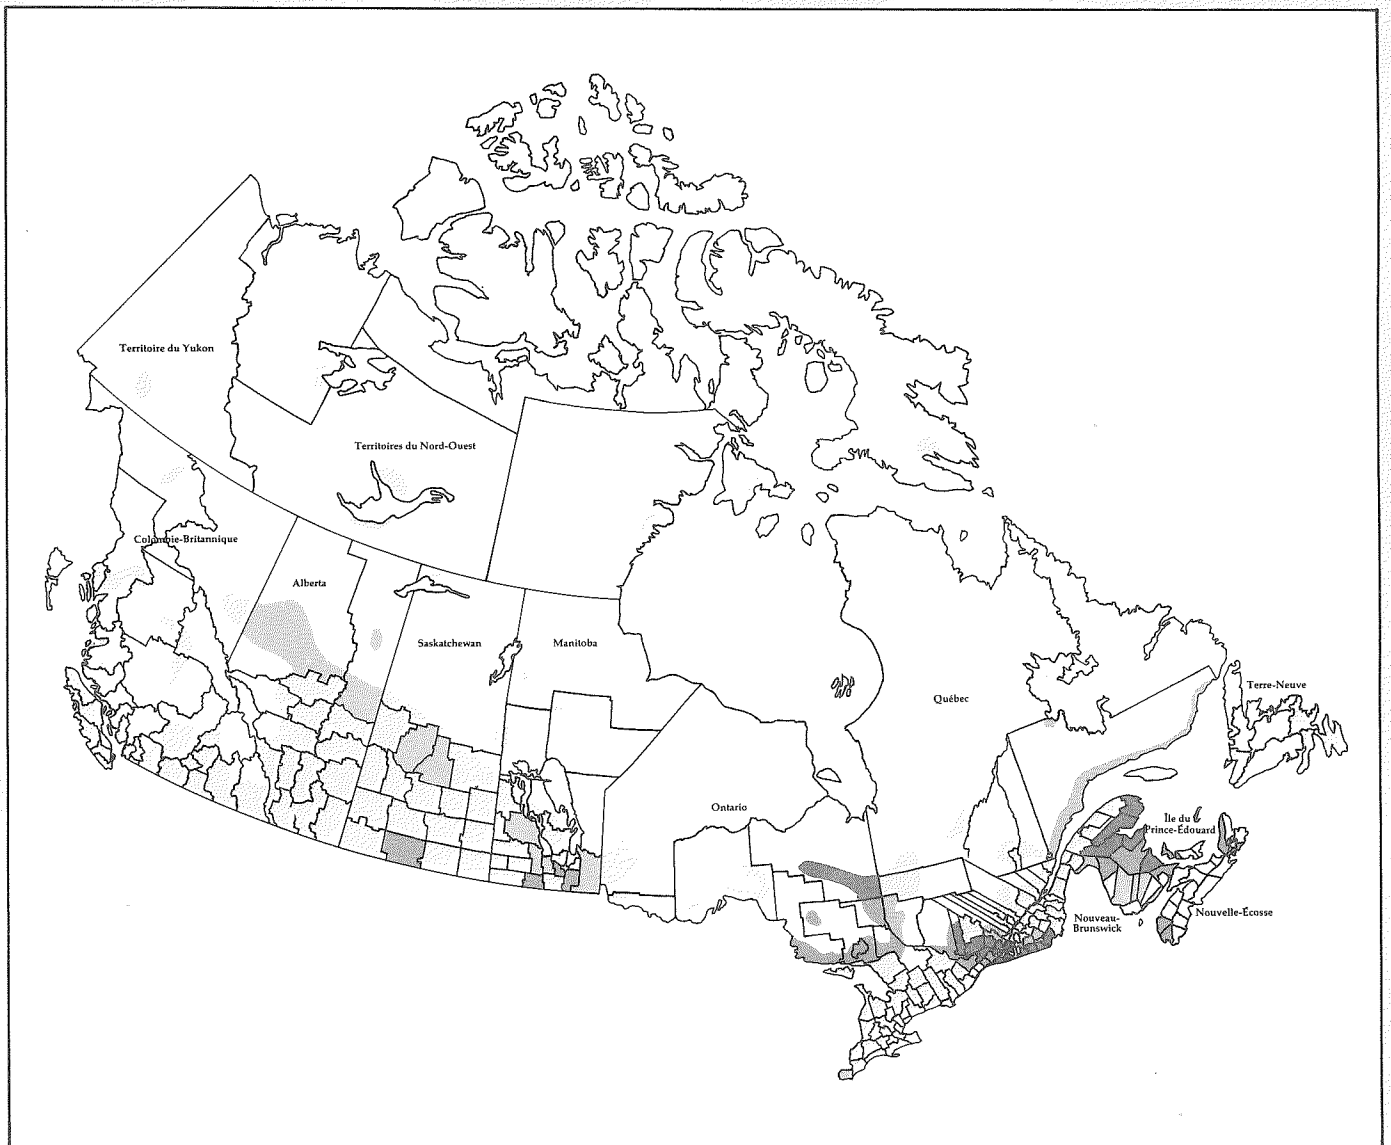 Territoire du Yukon
Territoires du Nord-Ouest
Colombie-Britannique
Alberta
Saskatchewan
Manitoba
Québec
Terre-Neuve
Ontario
Ile du
Prince-Édouard
Nouveau-
Brunswick
Nouvelle-Écosse